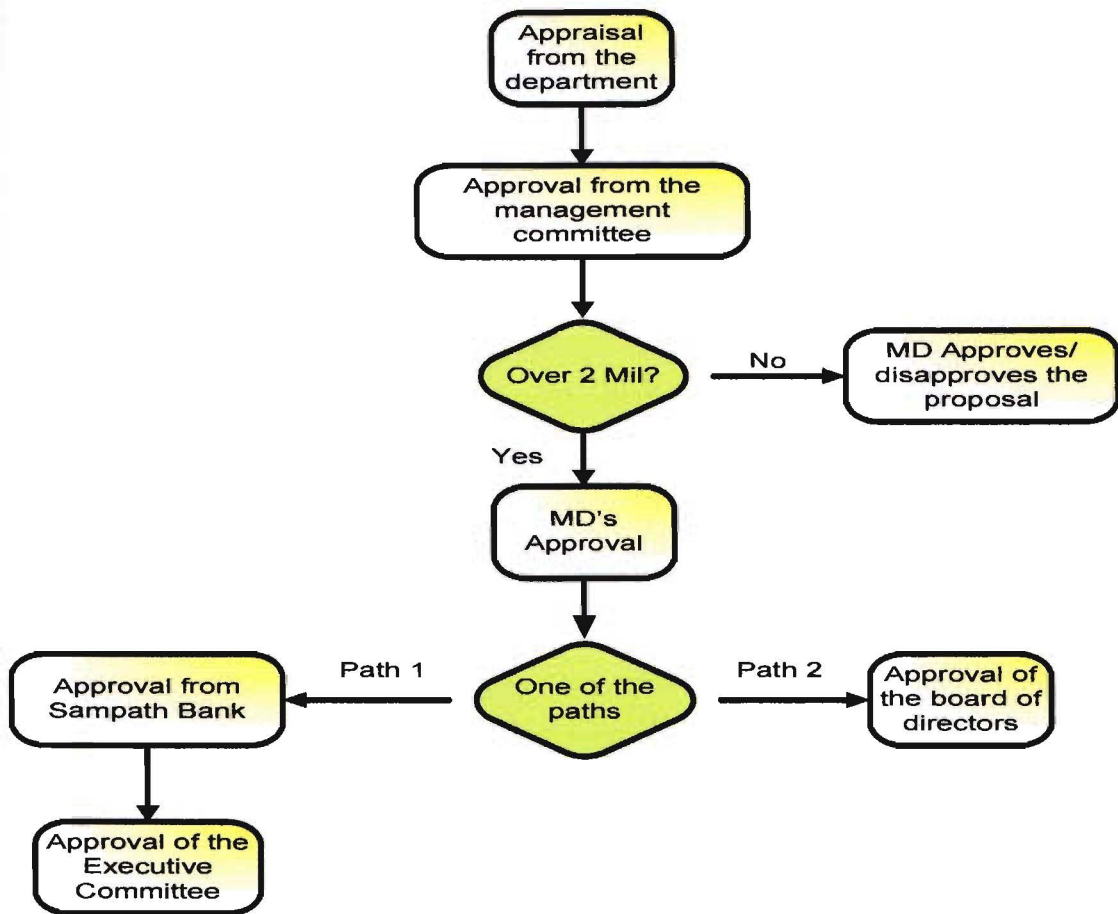 Appraisal
from the
department
Approval from the
management
committee
Over 2 Mil?
No
MD Approves/
disapproves the
proposal
Yes
MD's
Approval
One of the
paths
Path 1
Path 2
Approval from
Sampath Bank
Approval of
the board of
directors
Approval of the
Executive
Committee